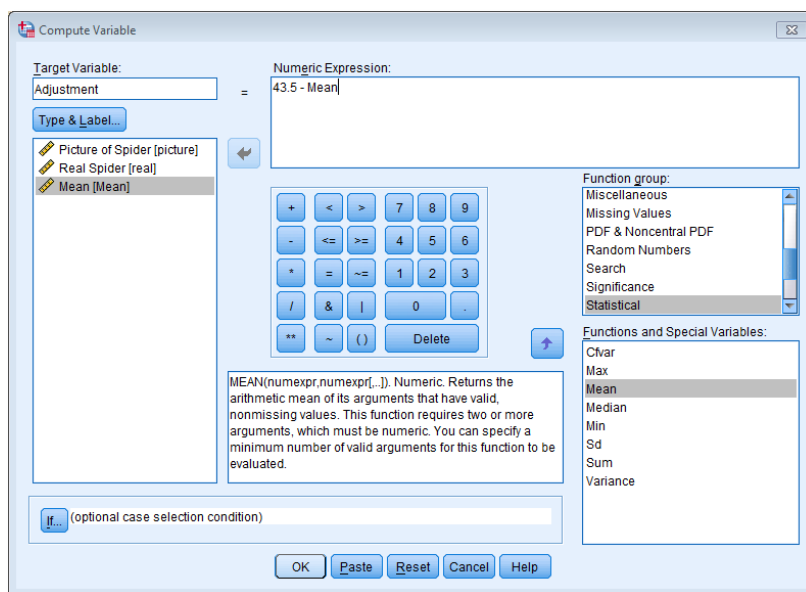 Compute Variable
Target Variable:
Adjustment
=
Numeric Expression:
43.5 - Mean
Type & Label...
Picture of Spider [picture]
Real Spider [real]
Mean [Mean]
+ < > 7 8 9
- <= >= 4 5 6
* = ~= 1 2 3
/ & | 0 .
** ~ ( ) Delete
Function group:
Miscellaneous
Missing Values
PDF & Noncentral PDF
Random Numbers
Search
Significance
Statistical
Functions and Special Variables:
Cfvar
Max
Mean
Median
Min
Sd
Sum
Variance
MEAN(numexpr,numexpr[,..]). Numeric. Returns the
arithmetic mean of its arguments that have valid,
nonmissing values. This function requires two or more
arguments, which must be numeric. You can specify a
minimum number of valid arguments for this function to be
evaluated.
If... (optional case selection condition)
OK Paste Reset Cancel Help